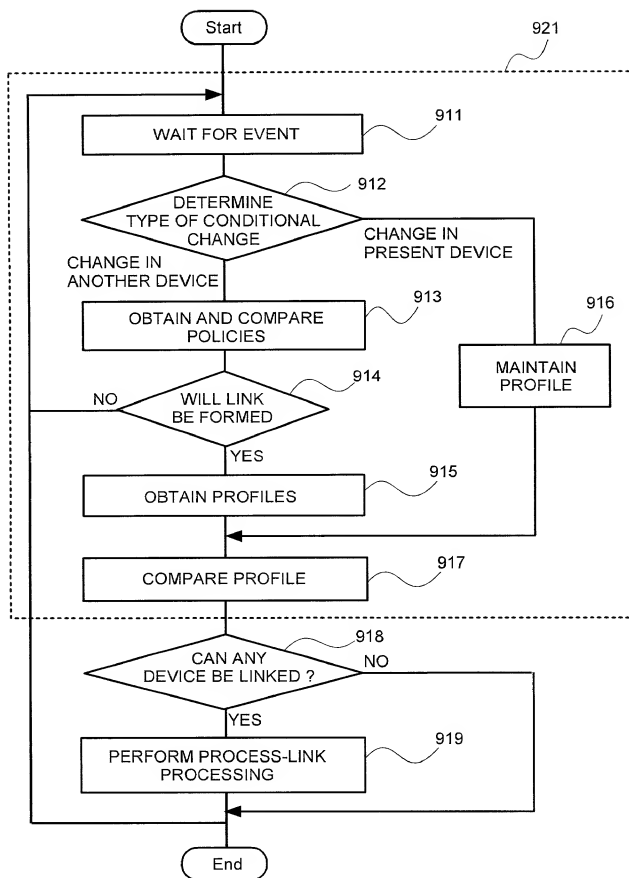 Start
921
WAIT FOR EVENT
911
912
DETERMINE
TYPE OF CONDITIONAL
CHANGE
CHANGE IN
PRESENT DEVICE
CHANGE IN
ANOTHER DEVICE
OBTAIN AND COMPARE
POLICIES
913
916
MAINTAIN
PROFILE
914
NO
WILL LINK
BE FORMED
YES
OBTAIN PROFILES
915
COMPARE PROFILE
917
918
CAN ANY
DEVICE BE LINKED ?
NO
YES
PERFORM PROCESS-LINK
PROCESSING
919
End